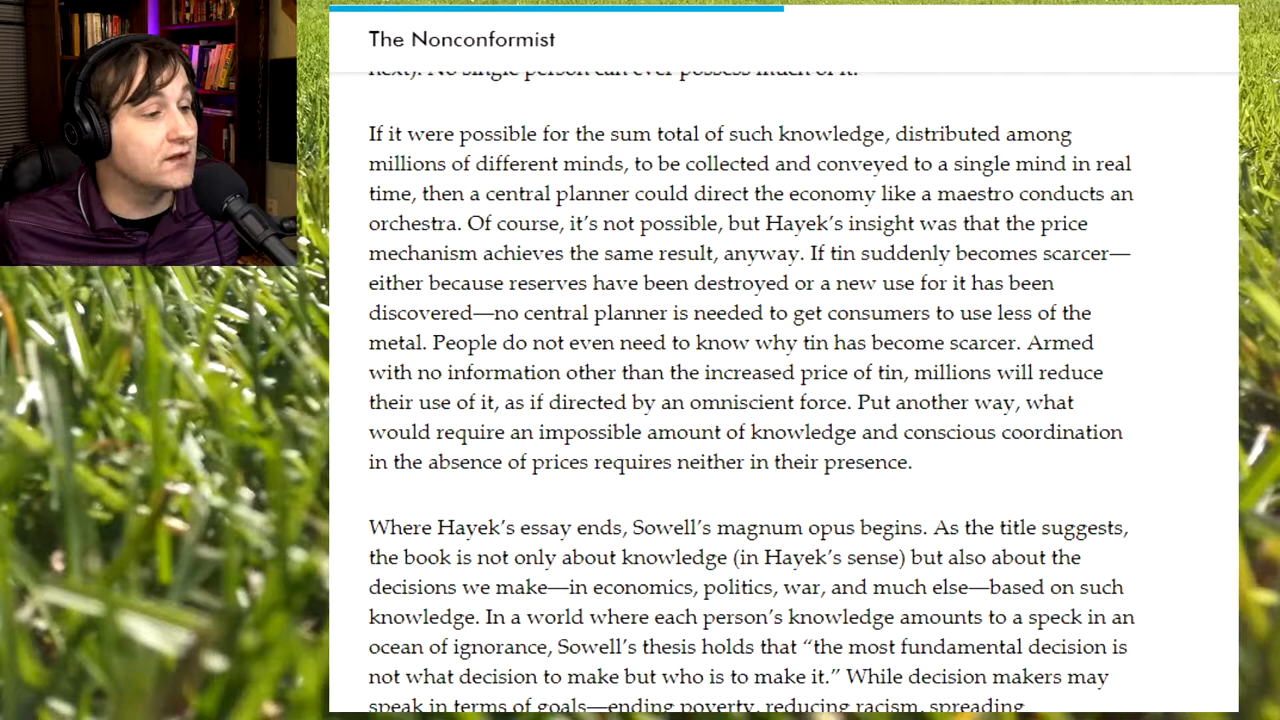 The Nonconformist
next). No single person can ever possess much of it.
If it were possible for the sum total of such knowledge, distributed among
millions of different minds, to be collected and conveyed to a single mind in real
time, then a central planner could direct the economy like a maestro conducts an
orchestra. Of course, it’s not possible, but Hayek’s insight was that the price
mechanism achieves the same result, anyway. If tin suddenly becomes scarcer—
either because reserves have been destroyed or a new use for it has been
discovered—no central planner is needed to get consumers to use less of the
metal. People do not even need to know why tin has become scarcer. Armed
with no information other than the increased price of tin, millions will reduce
their use of it, as if directed by an omniscient force. Put another way, what
would require an impossible amount of knowledge and conscious coordination
in the absence of prices requires neither in their presence.
Where Hayek’s essay ends, Sowell’s magnum opus begins. As the title suggests,
the book is not only about knowledge (in Hayek’s sense) but also about the
decisions we make—in economics, politics, war, and much else—based on such
knowledge. In a world where each person’s knowledge amounts to a speck in an
ocean of ignorance, Sowell’s thesis holds that “the most fundamental decision is
not what decision to make but who is to make it.” While decision makers may
speak in terms of goals—ending poverty, reducing racism, spreading